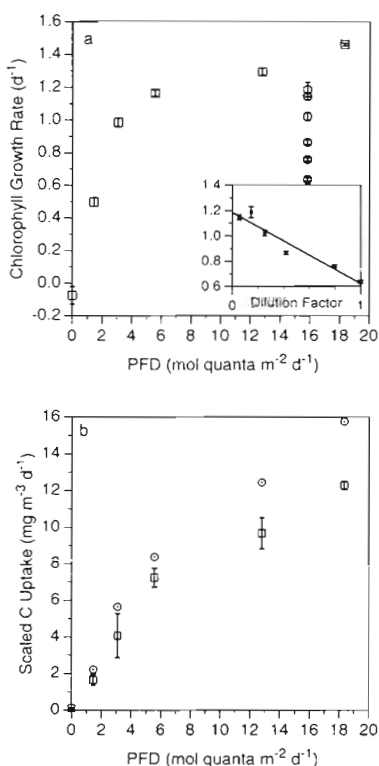 a
1.6
1.4
1.2
1.0
0.8
0.6
0.4
0.2
0.0
-0.2
Chlorophyll Growth Rate (d-1)
1.4
1.2
1.0
0.8
0.6
0 Dilution Factor 1
0 2 4 6 8 10 12 14 16 18 20
PFD (mol quanta m-2 d-1)
b
16
14
12
10
8
6
4
2
0
Scaled C Uptake (mg m-3 d-1)
0 2 4 6 8 10 12 14 16 18 20
PFD (mol quanta m-2 d-1)